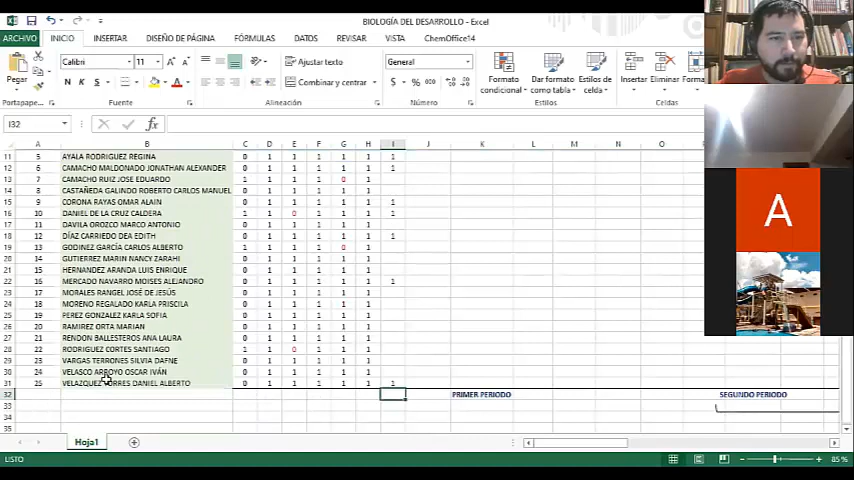 BIOLOGÍA DEL DESARROLLO - Excel
ARCHIVO INICIO INSERTAR DISEÑO DE PÁGINA FÓRMULAS DATOS REVISAR VISTA ChemOffice14
Pegar
Calibri 11 A A Ajustar texto General
N K S A Combinar y centrar $ % 000
Formato condicional Dar formato como tabla Estilos de celda Insertar Eliminar
Portapape... Fuente Alineación Número Estilos Celdas
I32 fx
A B C D E F G H I J K L M N O
11 5 AYALA RODRIGUEZ REGINA 0 1 1 1 1 1 1
12 6 CAMACHO MALDONADO JONATHAN ALEXANDER 0 1 1 1 1 1 1
13 7 CAMACHO RUIZ JOSE EDUARDO 1 1 1 1 0 1
14 8 CASTAÑEDA GALINDO ROBERTO CARLOS MANUEL 0 1 1 1 1 1
15 9 CORONA RAYAS OMAR ALAIN 0 1 1 1 1 1 1
16 10 DANIEL DE LA CRUZ CALDERA 1 1 0 1 1 1 1
17 11 DAVILA OROZCO MARCO ANTONIO 0 1 1 1 1 1
18 12 DÍAZ CARRIEDO DEA EDITH 0 1 1 1 1 1 1
19 13 GODINEZ GARCÍA CARLOS ALBERTO 1 1 1 1 0 1
20 14 GUTIERREZ MARIN NANCY ZARAHI 0 1 1 1 1 1
21 15 HERNANDEZ ARANDA LUIS ENRIQUE 0 1 1 1 1 1
22 16 MERCADO NAVARRO MOISES ALEJANDRO 0 1 1 1 1 1 1
23 17 MORALES RANGEL JOSÉ DE JESÚS 0 1 1 1 1 1
24 18 MORENO REGALADO KARLA PRISCILA 0 1 1 1 1 1
25 19 PEREZ GONZALEZ KARLA SOFIA 0 1 1 1 1 1
26 20 RAMIREZ ORTA MARIAN 0 1 1 1 1 1
27 21 RENDON BALLESTEROS ANA LAURA 0 1 1 1 1 1
28 22 RODRIGUEZ CORTES SANTIAGO 1 1 0 1 1 1
29 23 VARGAS TERRONES SILVIA DAFNE 0 1 1 1 1 1
30 24 VELASCO ARROYO OSCAR IVÁN 0 1 1 1 1 1
31 25 VELAZQUEZ TORRES DANIEL ALBERTO 0 1 1 1 1 1 1
32 PRIMER PERIODO SEGUNDO PERIODO
33
34
35
Hoja1
LISTO 85 %
A